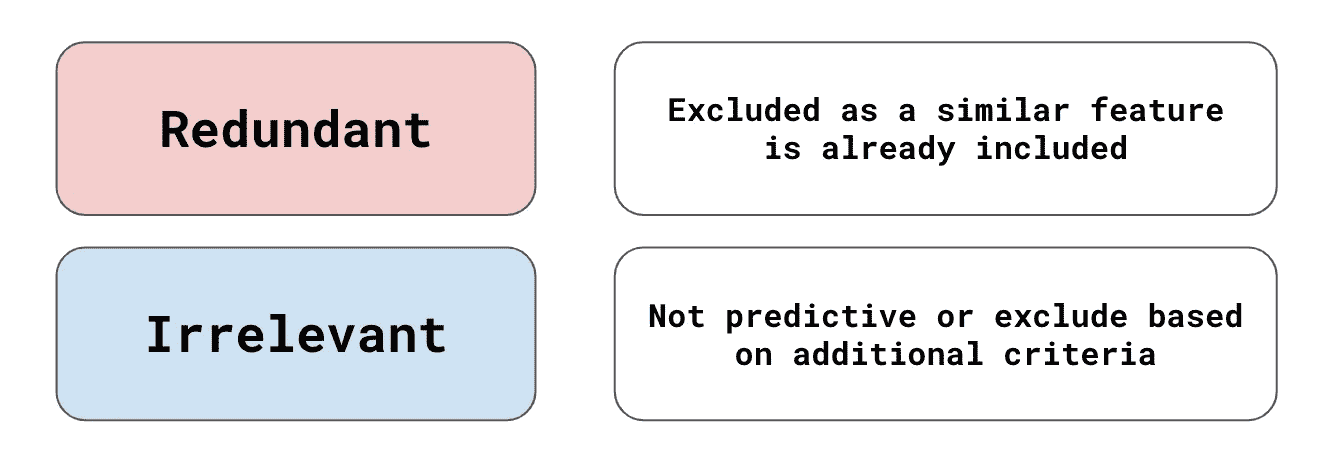 Redundant
Excluded as a similar feature
is already included
Irrelevant
Not predictive or exclude based
on additional criteria